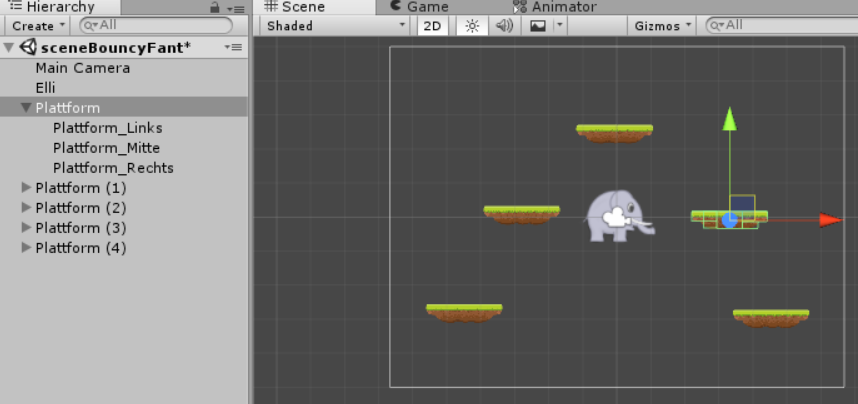 Hierarchy
Create
All
sceneBouncyFant*
Main Camera
Elli
Plattform
Plattform_Links
Plattform_Mitte
Plattform_Rechts
Plattform (1)
Plattform (2)
Plattform (3)
Plattform (4)
Scene Game Animator
Shaded 2D Gizmos All